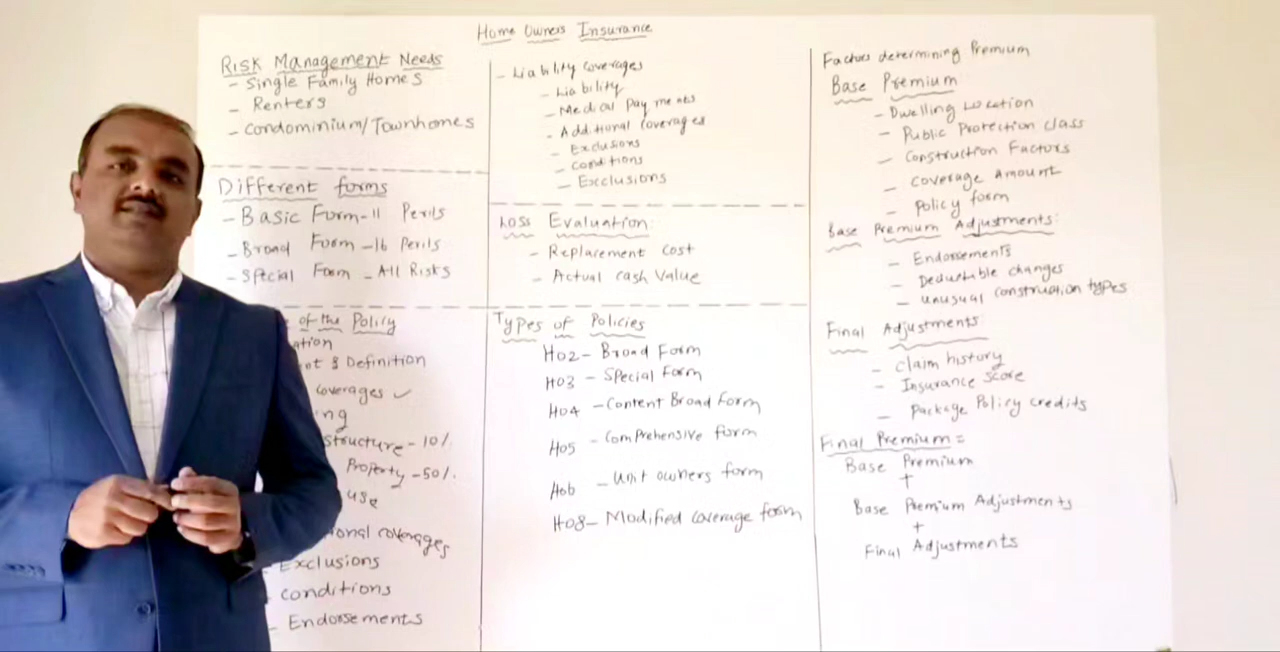 Home Owners Insurance
Risk Management Needs
- Single Family Homes
- Renters
- Condominium/Townhomes
Different forms
- Basic Form-11 Perils
- Broad Form -16 Perils
- Special Form - All Risks
of the Policy
ation
& Definition
coverages ✓
ng
structure - 10%
Property - 50%
use
onal coverages
- Exclusions
- conditions
- Endorsements
- Liability coverages
- Liability
- Medical Payments
- Additional coverages
- Exclusions
- conditions
- Exclusions
Loss Evaluation:
- Replacement cost
- Actual cash Value
Types of Policies
HO2 - Broad Form
HO3 - Special Form
HO4 - Content Broad Form
HO5 - Comprehensive form
HO6 - Unit owners form
HO8 - Modified coverage form
Factors determining Premium
Base Premium
- Dwelling Location
- Public Protection class
- Construction Factors
- Coverage Amount
- Policy form
Base Premium Adjustments:
- Endorsements
- Deductable changes
- unusual construction types
Final Adjustments:
- Claim history
- Insurance score
- Package Policy credits
Final Premium =
Base Premium
+
Base Premium Adjustments
+
Final Adjustments